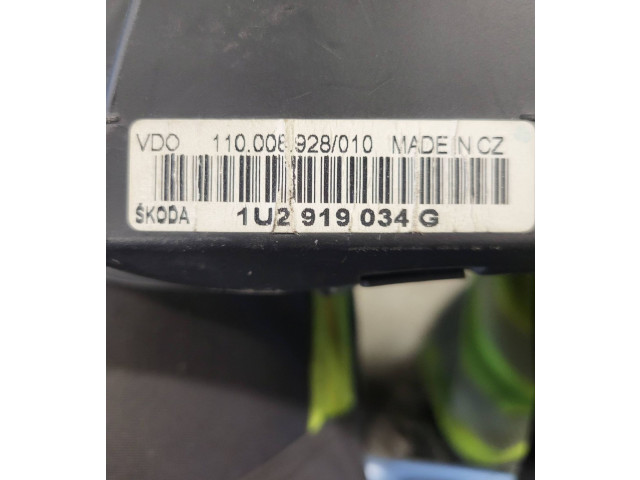 VDO 110.008.928/010 MADE IN CZ
ŠKODA 1U2 919 034 G